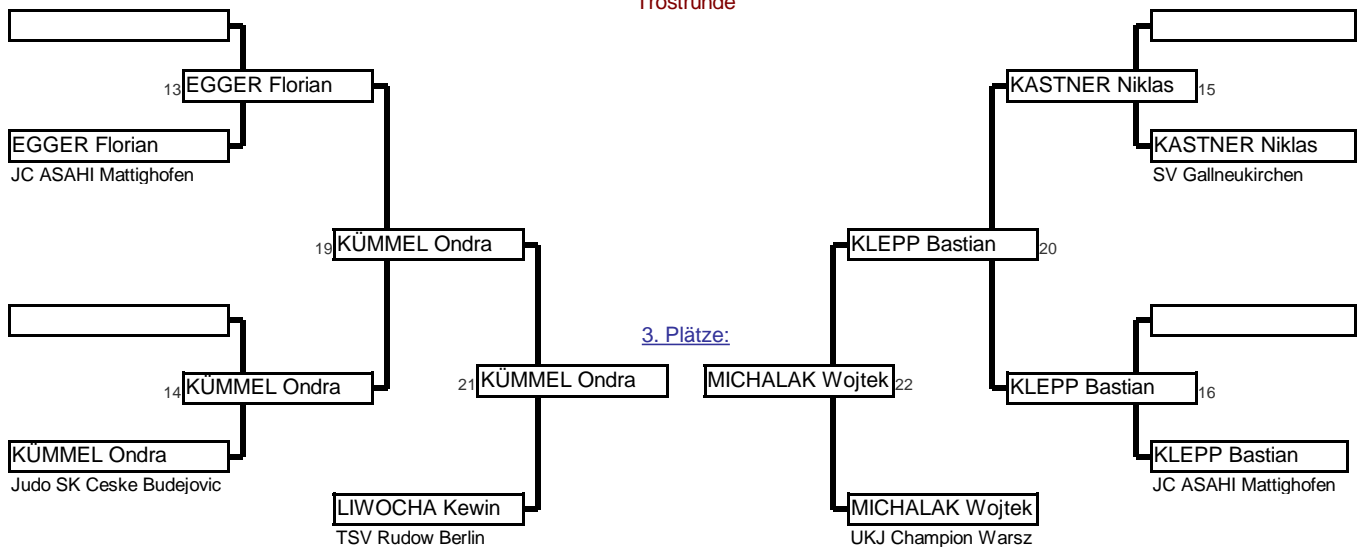 Trostrunde
13 EGGER Florian
KASTNER Niklas 15
EGGER Florian
JC ASAHI Mattighofen
KASTNER Niklas
SV Gallneukirchen
19 KÜMMEL Ondra
KLEPP Bastian 20
3. Plätze:
14 KÜMMEL Ondra
21 KÜMMEL Ondra
MICHALAK Wojtek 22
KLEPP Bastian 16
KÜMMEL Ondra
Judo SK Ceske Budejovic
KLEPP Bastian
JC ASAHI Mattighofen
LIWOCHA Kewin
TSV Rudow Berlin
MICHALAK Wojtek
UKJ Champion Warsz